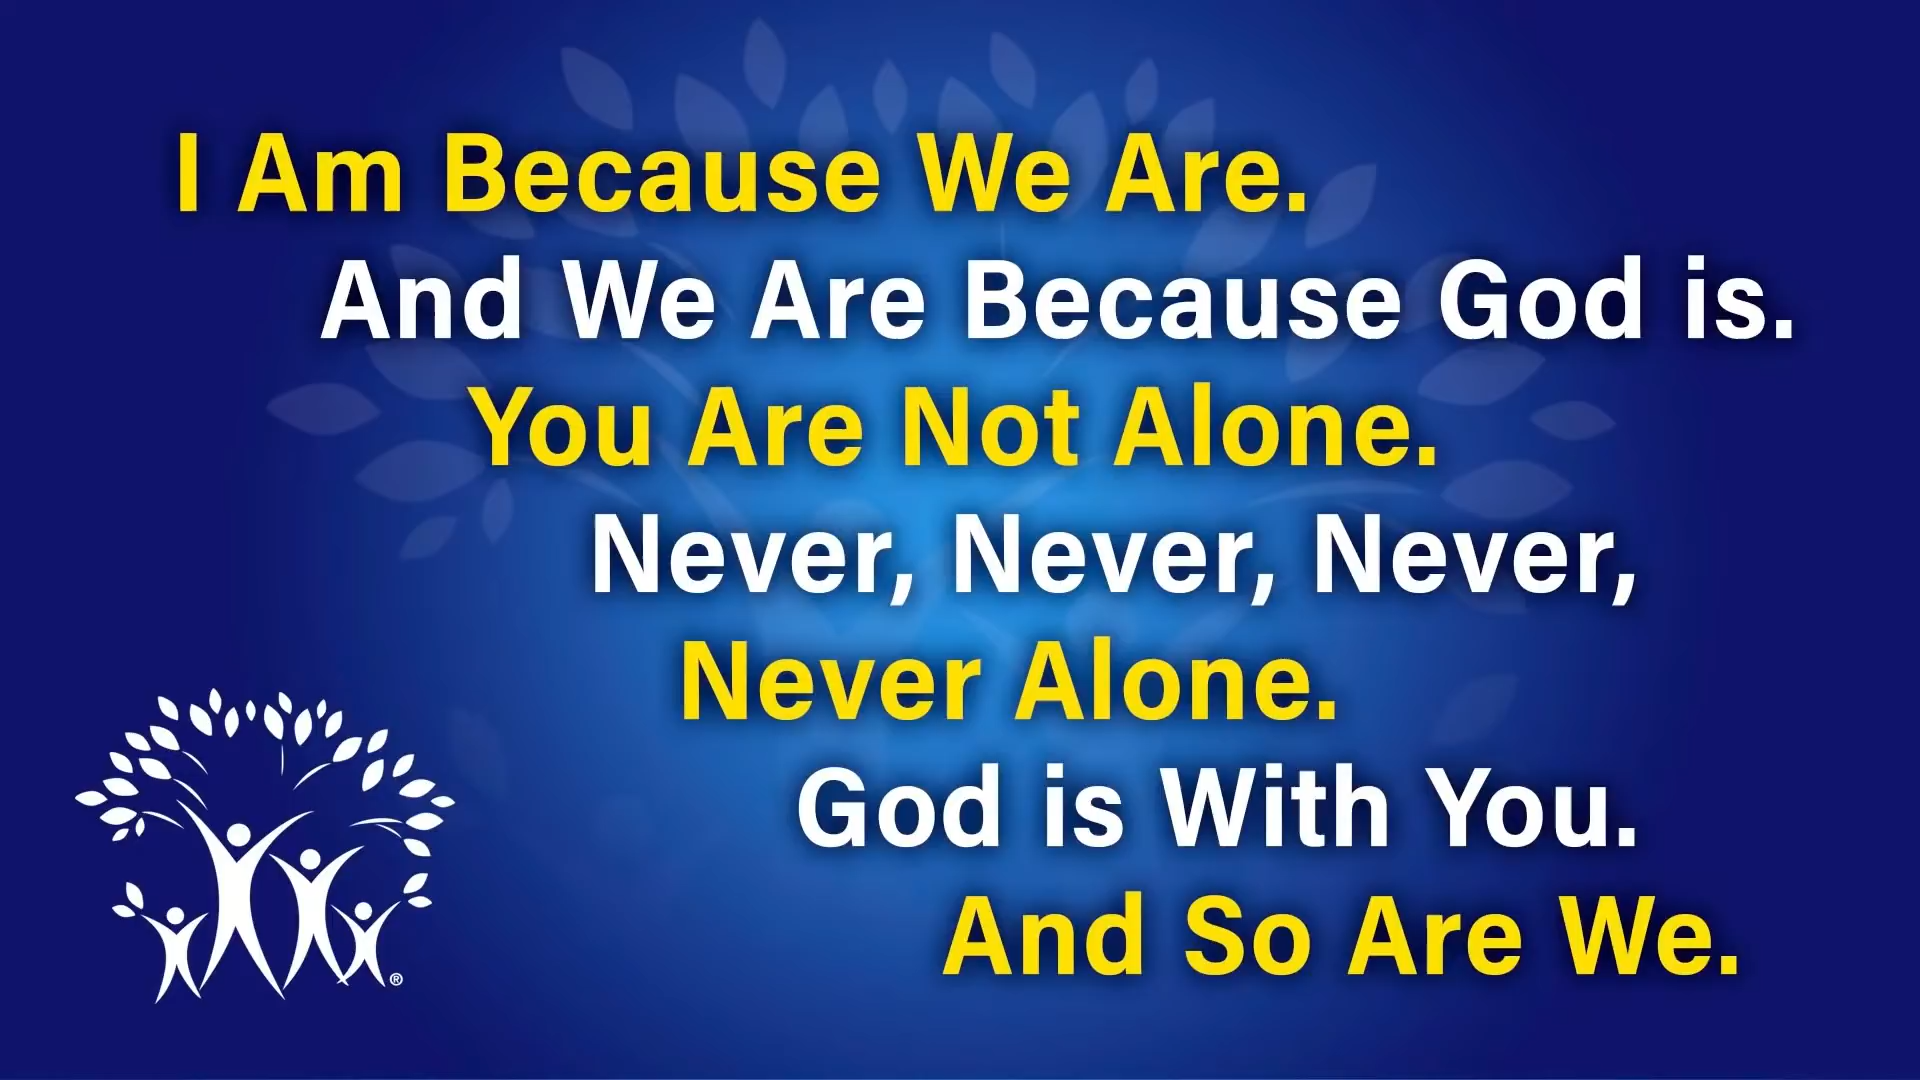 I Am Because We Are.
And We Are Because God is.
You Are Not Alone.
Never, Never, Never,
Never Alone.
God is With You.
And So Are We.
®